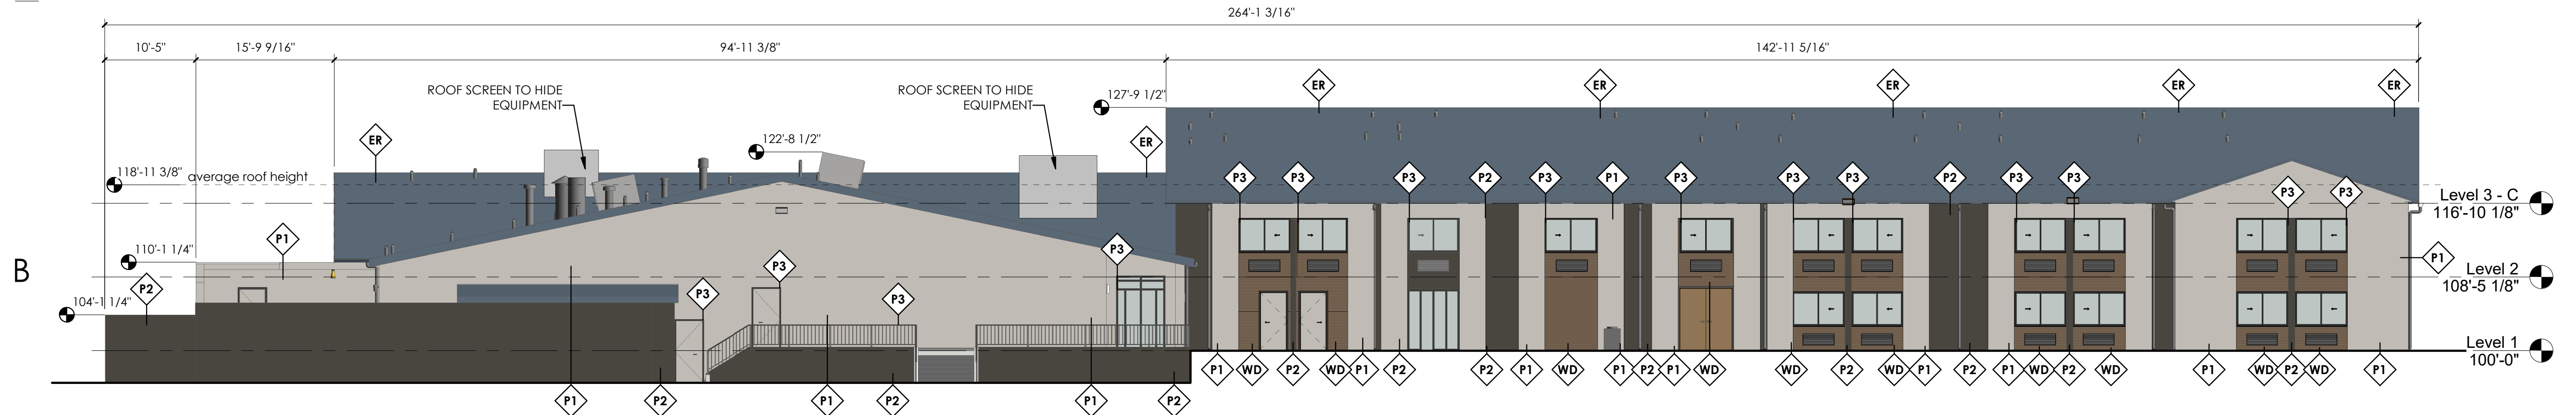 264'-1 3/16"
10'-5"
15'-9 9/16"
94'-11 3/8"
142'-11 5/16"
ER
ER
ER
ER
ER
ROOF SCREEN TO HIDE
EQUIPMENT
ROOF SCREEN TO HIDE
EQUIPMENT
127'-9 1/2"
ER
122'-8 1/2"
ER
118'-11 3/8"
average roof height
P3
P3
P3
P2
P3
P1
P3
P3
P3
P2
P3
P3
P3
P3
Level 3 - C
116'-10 1/8"
P1
110'-1 1/4"
P3
P3
P1
B
P2
Level 2
108'-5 1/8"
104'-1 1/4"
P3
P3
Level 1
100'-0"
P1
WD
P2
WD
P1
P2
P2
P1
WD
P1
P2
P1
WD
WD
P2
WD
P1
P2
P1
WD
P2
WD
P1
WD
P2
WD
P1
P1
P2
P1
P2
P1
P2